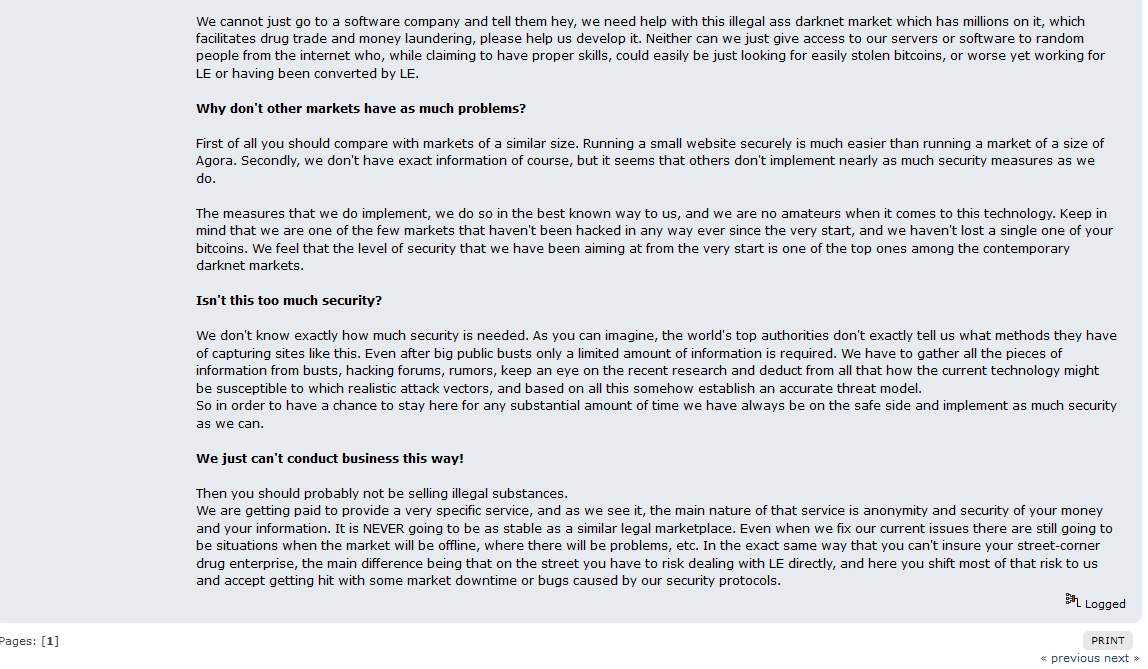 We cannot just go to a software company and tell them hey, we need help with this illegal ass darknet market which has millions on it, which
facilitates drug trade and money laundering, please help us develop it. Neither can we just give access to our servers or software to random
people from the internet who, while claiming to have proper skills, could easily be just looking for easily stolen bitcoins, or worse yet working for
LE or having been converted by LE.
Why don't other markets have as much problems?
First of all you should compare with markets of a similar size. Running a small website securely is much easier than running a market of a size of
Agora. Secondly, we don't have exact information of course, but it seems that others don't implement nearly as much security measures as we
do.
The measures that we do implement, we do so in the best known way to us, and we are no amateurs when it comes to this technology. Keep in
mind that we are one of the few markets that haven't been hacked in any way ever since the very start, and we haven't lost a single one of your
bitcoins. We feel that the level of security that we have been aiming at from the very start is one of the top ones among the contemporary
darknet markets.
Isn't this too much security?
We don't know exactly how much security is needed. As you can imagine, the world's top authorities don't exactly tell us what methods they have
of capturing sites like this. Even after big public busts only a limited amount of information is required. We have to gather all the pieces of
information from busts, hacking forums, rumors, keep an eye on the recent research and deduct from all that how the current technology might
be susceptible to which realistic attack vectors, and based on all this somehow establish an accurate threat model.
So in order to have a chance to stay here for any substantial amount of time we have always be on the safe side and implement as much security
as we can.
We just can't conduct business this way!
Then you should probably not be selling illegal substances.
We are getting paid to provide a very specific service, and as we see it, the main nature of that service is anonymity and security of your money
and your information. It is NEVER going to be as stable as a similar legal marketplace. Even when we fix our current issues there are still going to
be situations when the market will be offline, where there will be problems, etc. In the exact same way that you can't insure your street-corner
drug enterprise, the main difference being that on the street you have to risk dealing with LE directly, and here you shift most of that risk to us
and accept getting hit with some market downtime or bugs caused by our security protocols.
Logged
Pages: [1]
PRINT
« previous next »